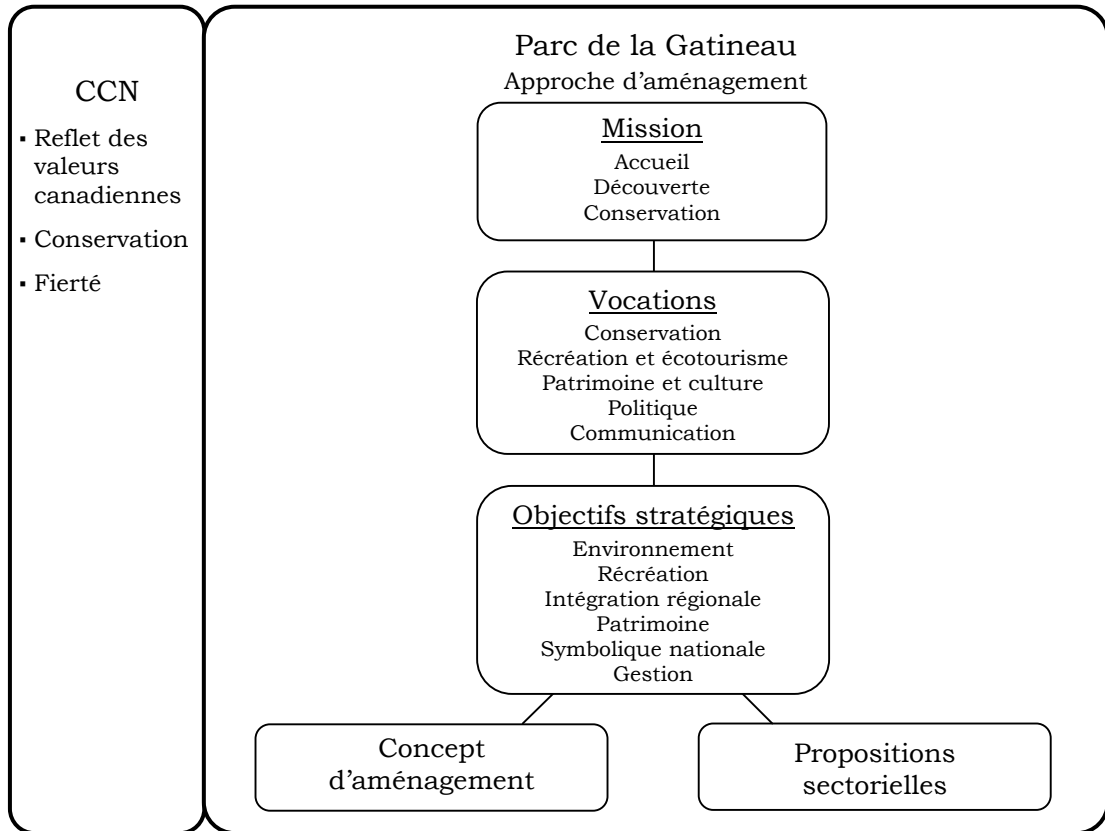 CCN
▪ Reflet des
valeurs
canadiennes
▪ Conservation
▪ Fierté
Parc de la Gatineau
Approche d'aménagement
Mission
Accueil
Découverte
Conservation
Vocations
Conservation
Récréation et écotourisme
Patrimoine et culture
Politique
Communication
Objectifs stratégiques
Environnement
Récréation
Intégration régionale
Patrimoine
Symbolique nationale
Gestion
Concept
d'aménagement
Propositions
sectorielles